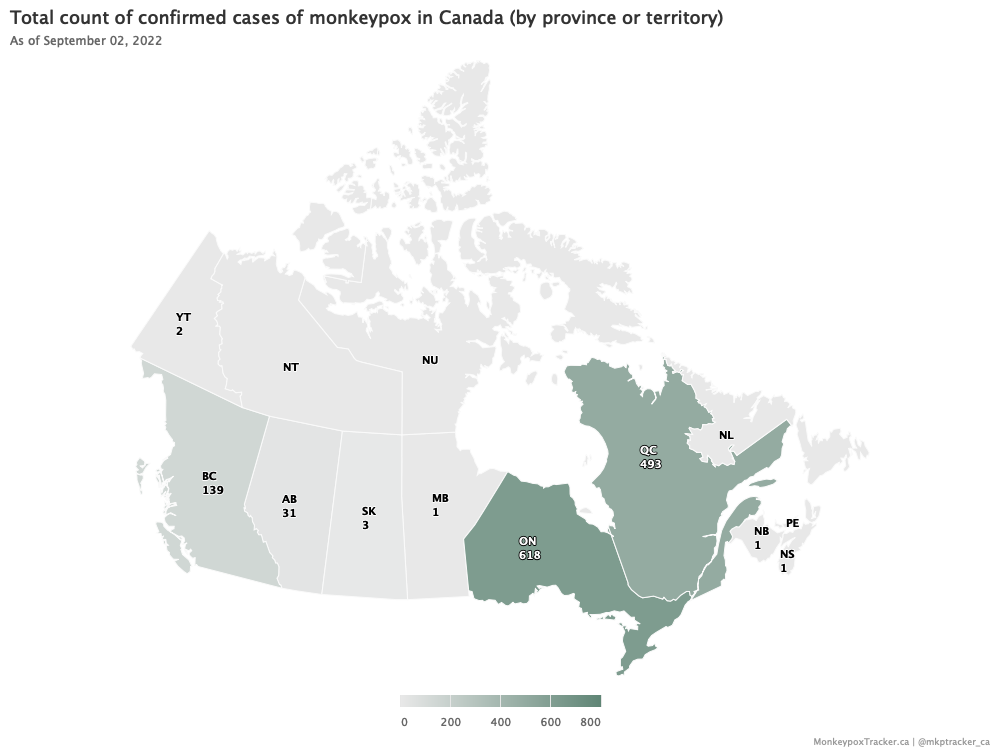 Total count of confirmed cases of monkeypox in Canada (by province or territory)
As of September 02, 2022
YT
2
NT
NU
BC
139
AB
31
SK
3
MB
1
ON
618
QC
493
NL
NB
1
PE
NS
1
0 200 400 600 800
MonkeypoxTracker.ca | @mkptracker_ca